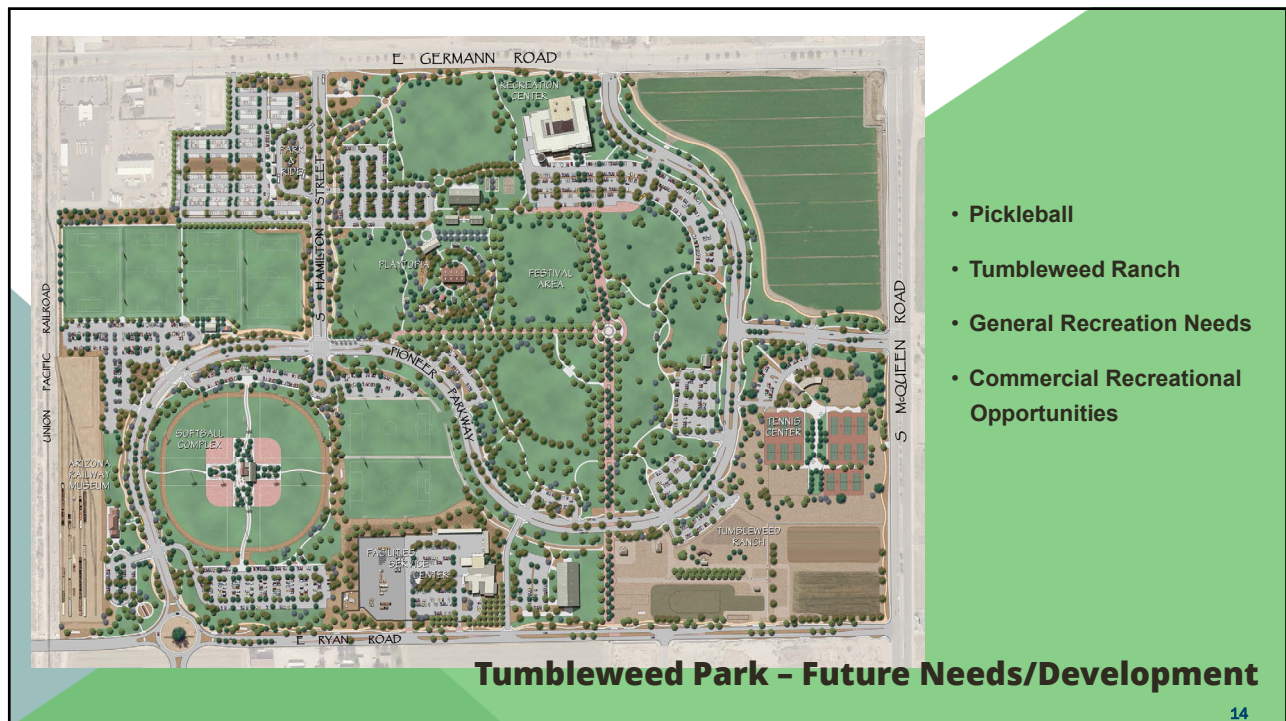 E GERMANN ROAD
RECREATION
CENTER
PARK
&
RIDE
S HAMILTON STREET
PLAYTOPIA
FESTIVAL
AREA
UNION PACIFIC RAILROAD
PIONEER PARKWAY
S McQUEEN ROAD
SOFTBALL
COMPLEX
TENNIS
CENTER
ARIZONA
RAILWAY
MUSEUM
TUMBLEWEED
RANCH
FACILITIES
SERVICE
CENTER
E RYAN ROAD
• Pickleball
• Tumbleweed Ranch
• General Recreation Needs
• Commercial Recreational
Opportunities
Tumbleweed Park – Future Needs/Development
14